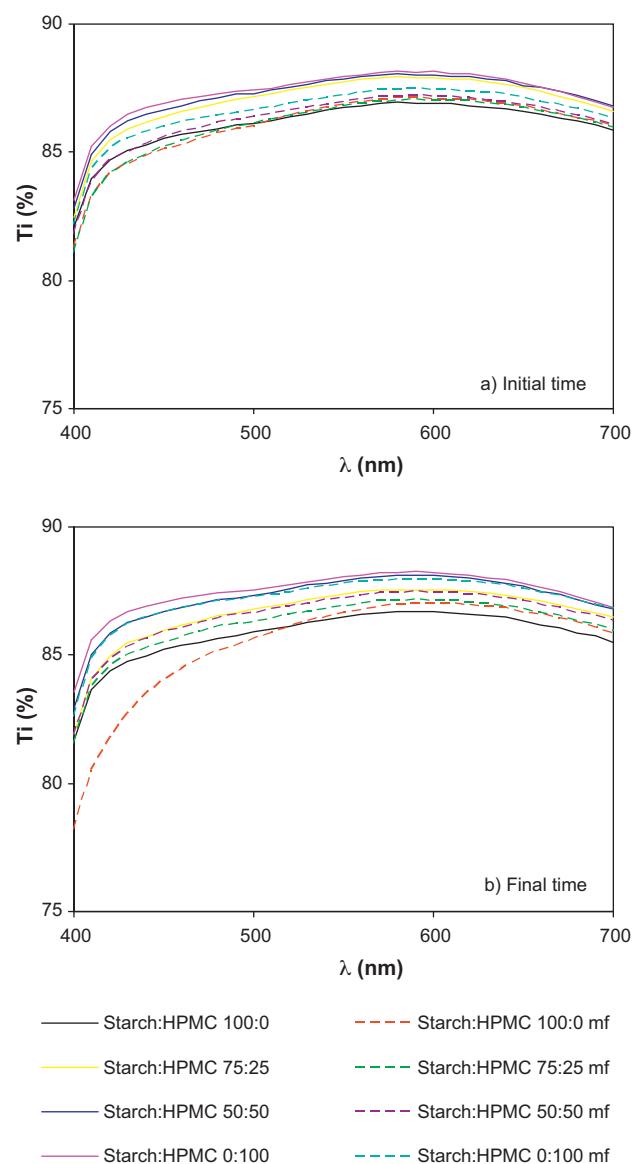 90
85
80
75
Ti (%)
400
500
600
700
λ (nm)
a) Initial time
90
85
80
75
Ti (%)
400
500
600
700
λ (nm)
b) Final time
Starch:HPMC 100:0
Starch:HPMC 100:0 mf
Starch:HPMC 75:25
Starch:HPMC 75:25 mf
Starch:HPMC 50:50
Starch:HPMC 50:50 mf
Starch:HPMC 0:100
Starch:HPMC 0:100 mf